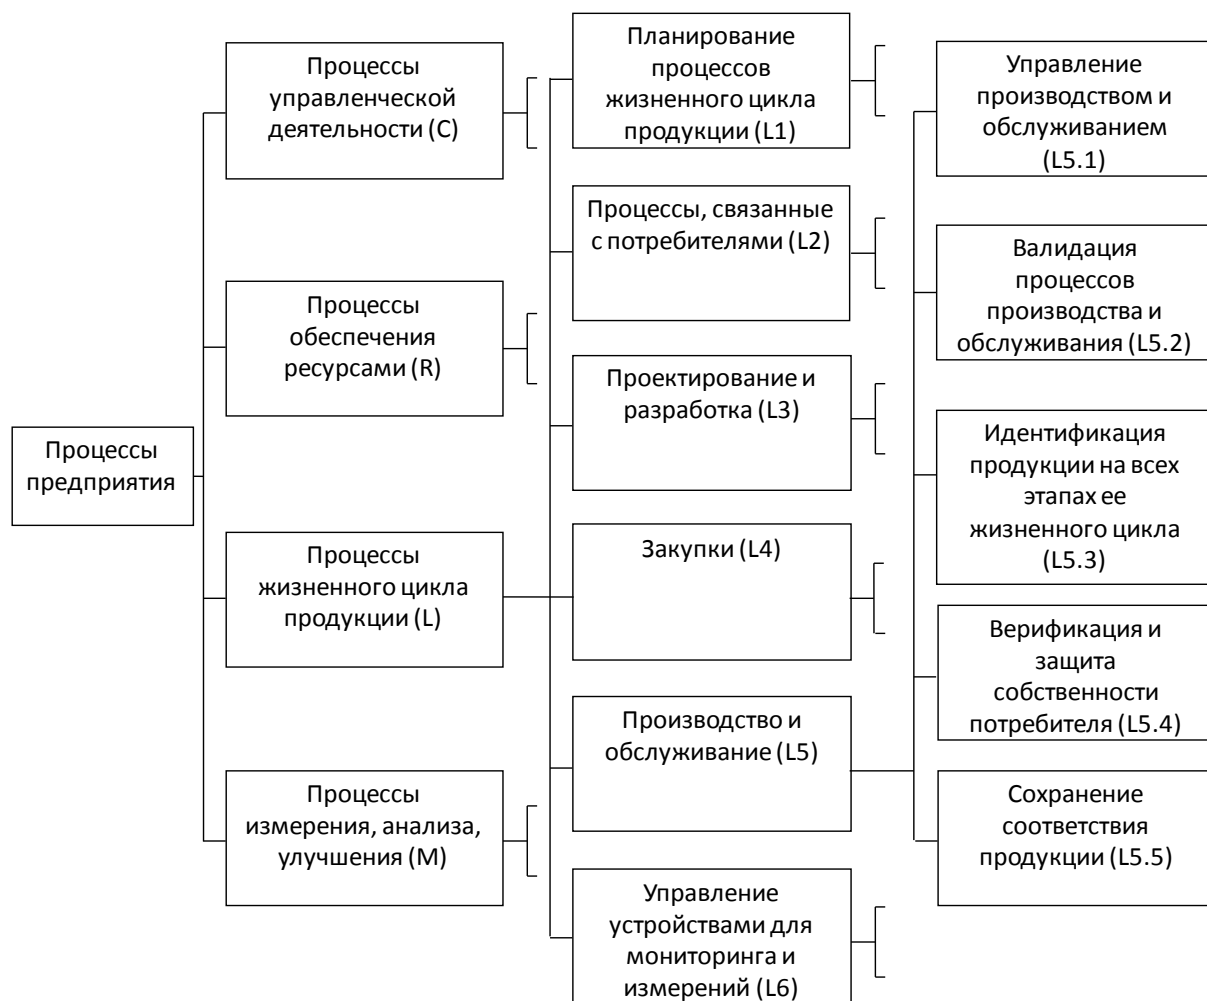 Процессы
предприятия
Процессы
управленческой
деятельности (C)
Процессы
обеспечения
ресурсами (R)
Процессы
жизненного цикла
продукции (L)
Процессы
измерения, анализа,
улучшения (M)
Планирование
процессов
жизненного цикла
продукции (L1)
Процессы, связанные
с потребителями (L2)
Проектирование и
разработка (L3)
Закупки (L4)
Производство и
обслуживание (L5)
Управление
устройствами для
мониторинга и
измерений (L6)
Управление
производством и
обслуживанием
(L5.1)
Валидация
процессов
производства и
обслуживания (L5.2)
Идентификация
продукции на всех
этапах ее
жизненного цикла
(L5.3)
Верификация и
защита
собственности
потребителя (L5.4)
Сохранение
соответствия
продукции (L5.5)